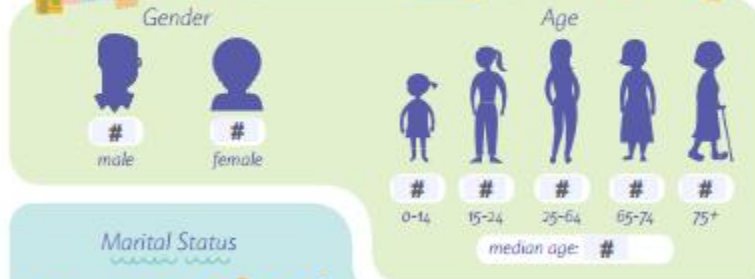 Gender
Age
# #
male female
# # # # #
0-14 15-24 25-64 65-74 75+
median age: #
Marital Status